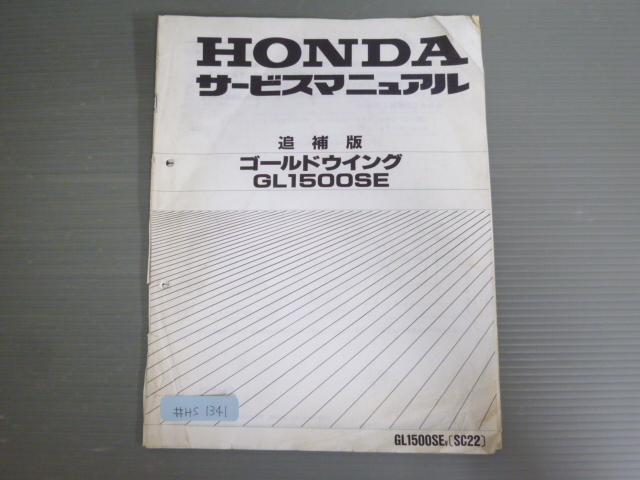 HONDA
サービスマニュアル
追補版
ゴールドウイング
GL1500SE
#HS 1341
GL1500SEV〔SC22〕